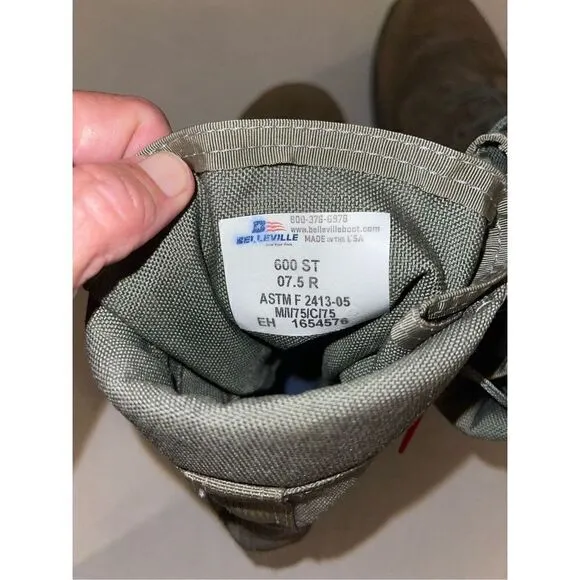 800-376-6978
BELLEVILLE
www.bellevilleboot.com
MADE IN THE USA
600 ST
07.5 R
ASTM F 2413-05
M/I/75/C/75
EH 1654576